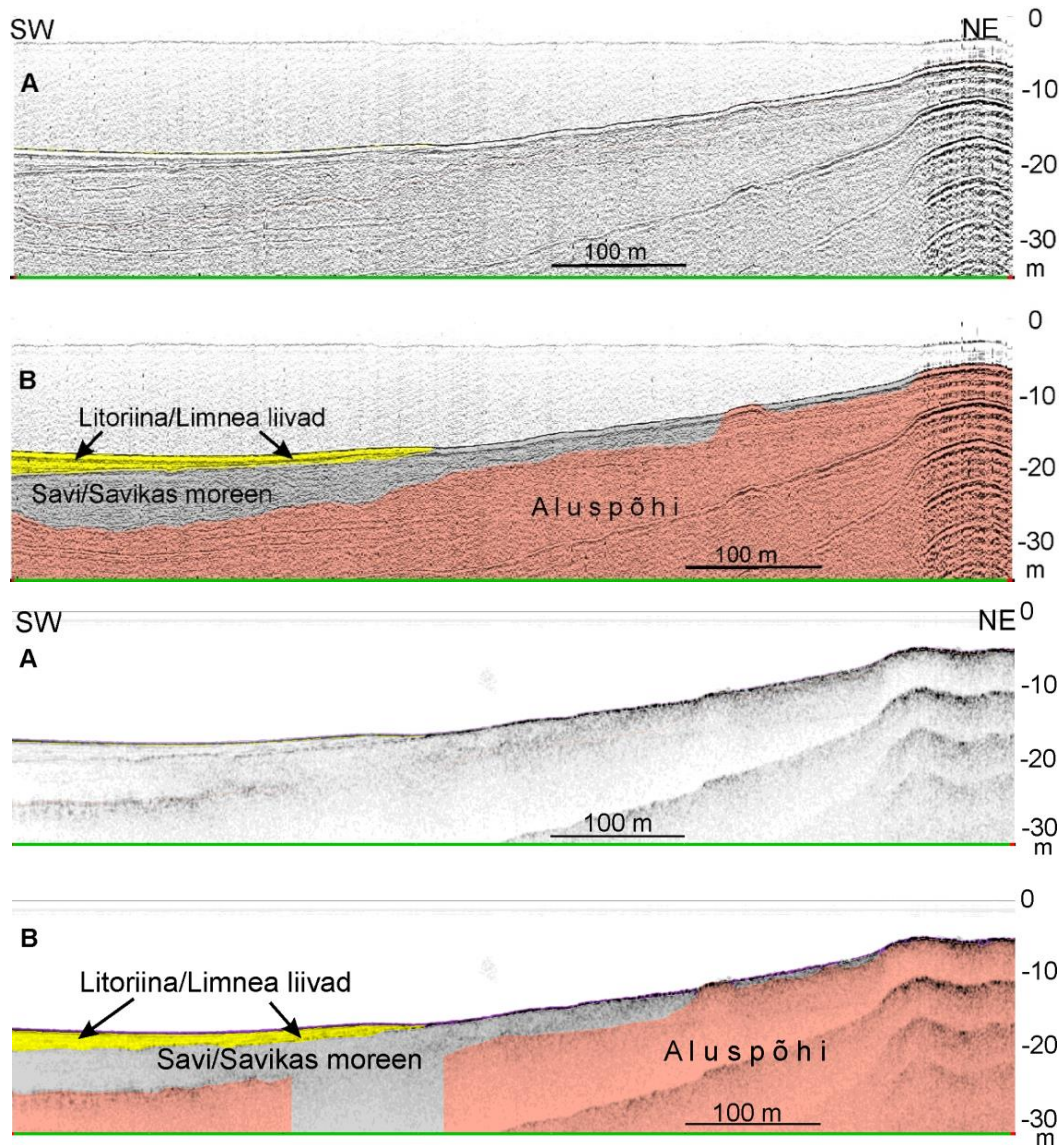 SW NE 0
A
-10
-20
100 m
-30
m
0
B
-10
Litoriina/Limnea liivad
-20
Savi/Savikas moreen
Aluspõhi
100 m
-30
m
SW NE 0
A
-10
-20
100 m
-30
m
0
B
-10
Litoriina/Limnea liivad
-20
Savi/Savikas moreen
Aluspõhi
100 m
-30
m